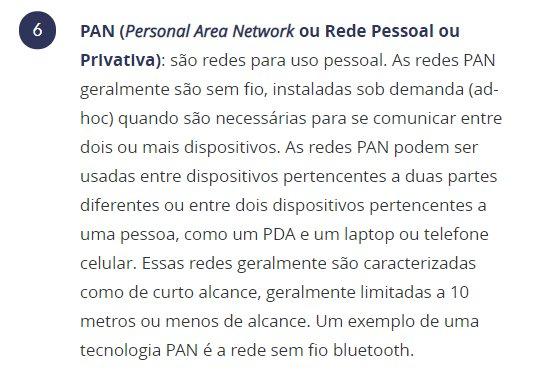 6
PAN (Personal Area Network ou Rede Pessoal ou
Privativa): são redes para uso pessoal. As redes PAN
geralmente são sem fio, instaladas sob demanda (ad-
hoc) quando são necessárias para se comunicar entre
dois ou mais dispositivos. As redes PAN podem ser
usadas entre dispositivos pertencentes a duas partes
diferentes ou entre dois dispositivos pertencentes a
uma pessoa, como um PDA e um laptop ou telefone
celular. Essas redes geralmente são caracterizadas
como de curto alcance, geralmente limitadas a 10
metros ou menos de alcance. Um exemplo de uma
tecnologia PAN é a rede sem fio bluetooth.